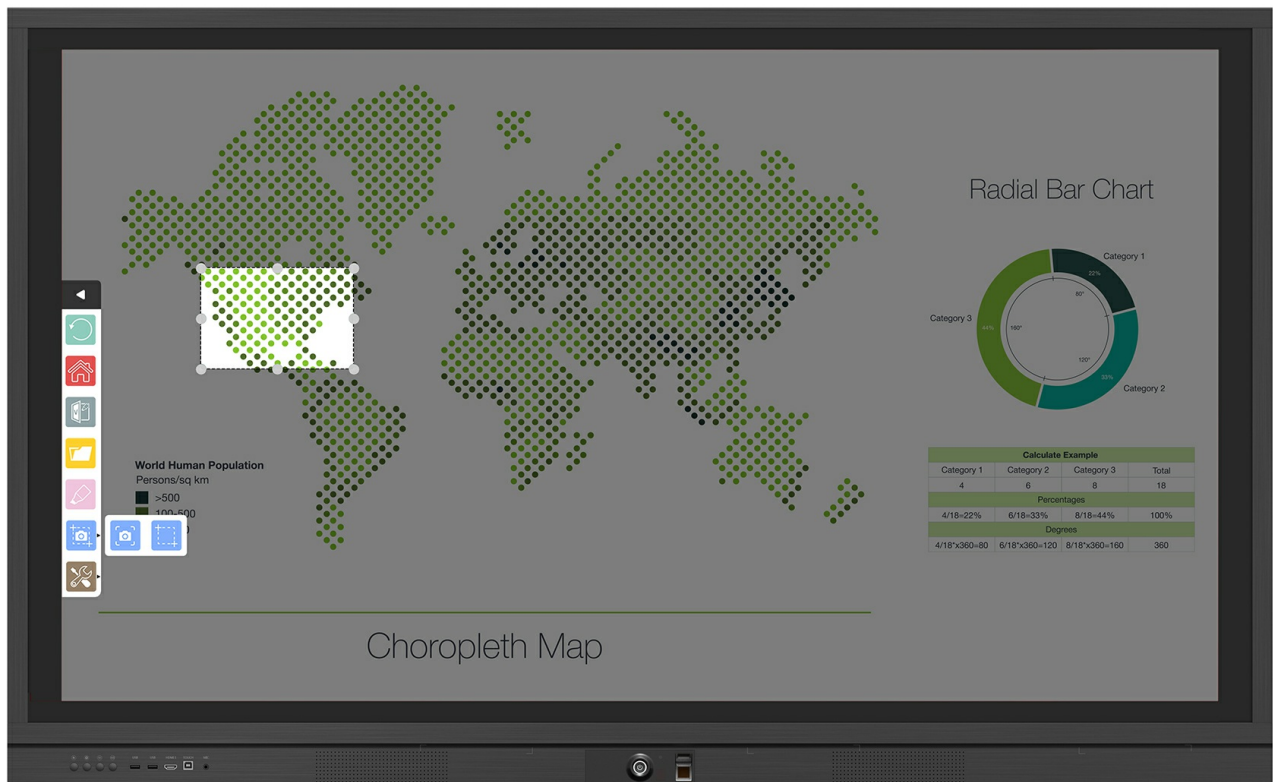 Radial Bar Chart
Category 1
22%
80°
Category 3
44%
160°
120°
33%
Category 2
World Human Population
Persons/sq km
>500
100-500
Calculate Example
Category 1 Category 2 Category 3 Total
4 6 8 18
Percentages
4/18=22% 6/18=33% 8/18=44% 100%
Degrees
4/18*x360=80 6/18*x360=120 8/18*x360=160 360
Choropleth Map